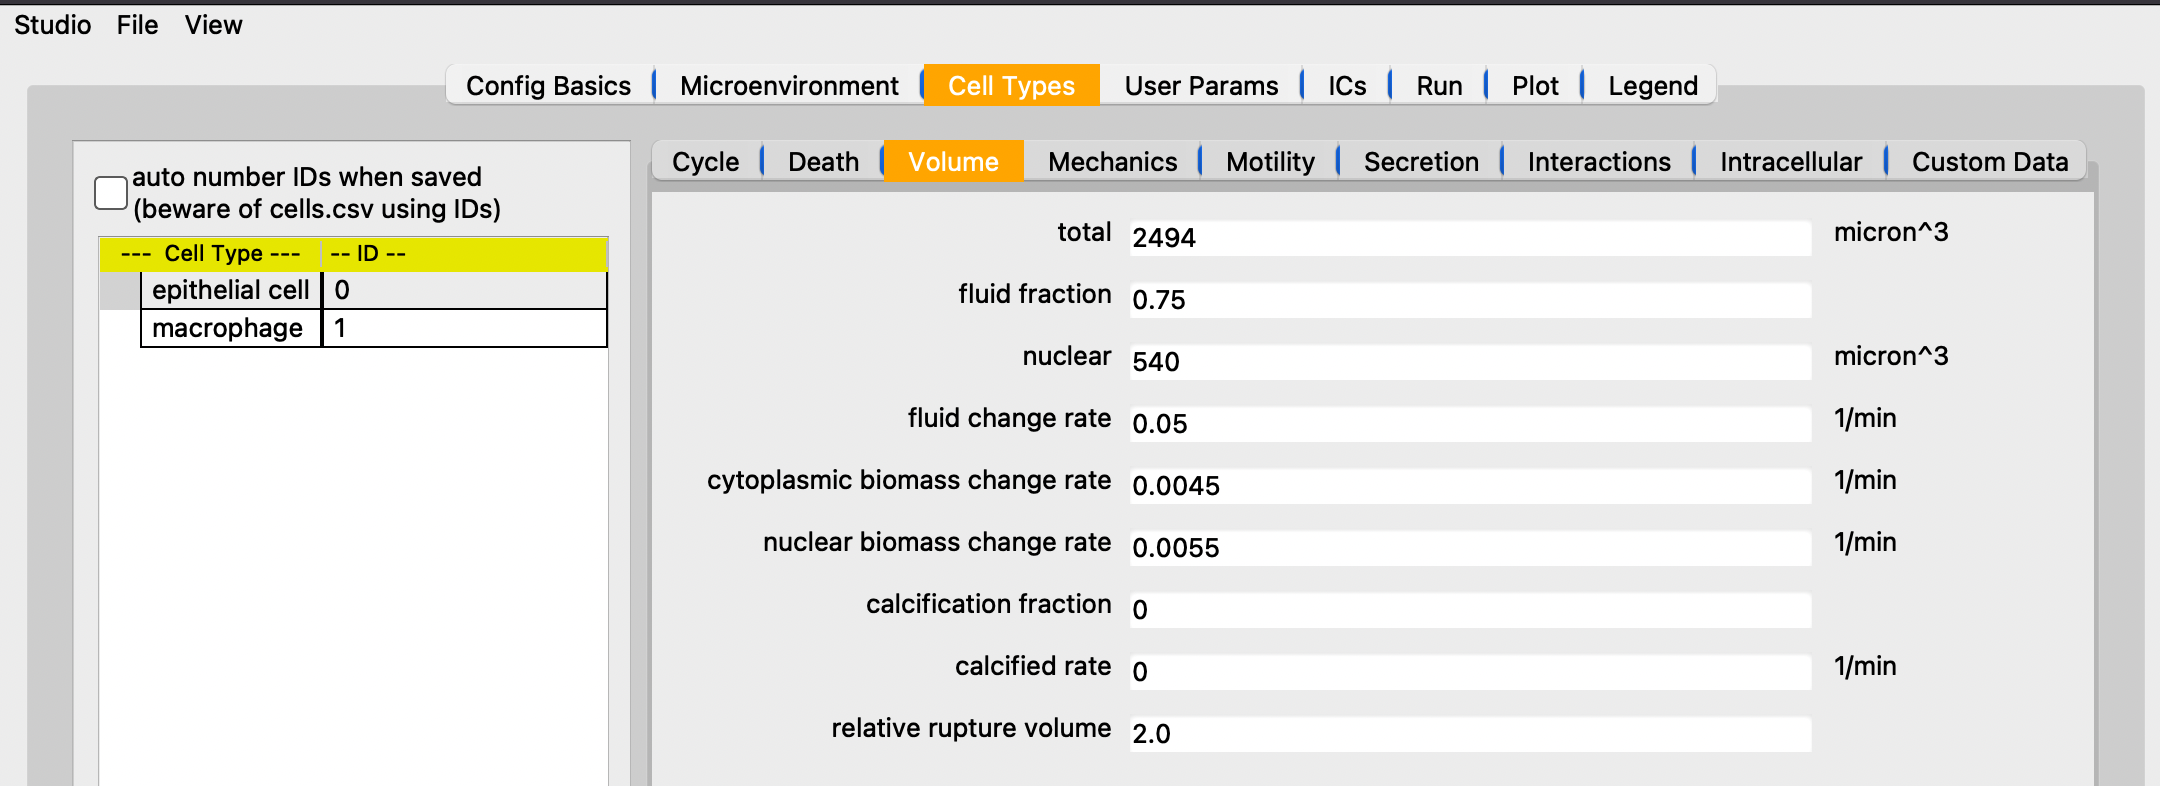 Studio File View
Config Basics Microenvironment Cell Types User Params ICs Run Plot Legend
auto number IDs when saved
(beware of cells.csv using IDs)
--- Cell Type --- -- ID --
epithelial cell 0
macrophage 1
Cycle Death Volume Mechanics Motility Secretion Interactions Intracellular Custom Data
total 2494 micron^3
fluid fraction 0.75
nuclear 540 micron^3
fluid change rate 0.05 1/min
cytoplasmic biomass change rate 0.0045 1/min
nuclear biomass change rate 0.0055 1/min
calcification fraction 0
calcified rate 0 1/min
relative rupture volume 2.0